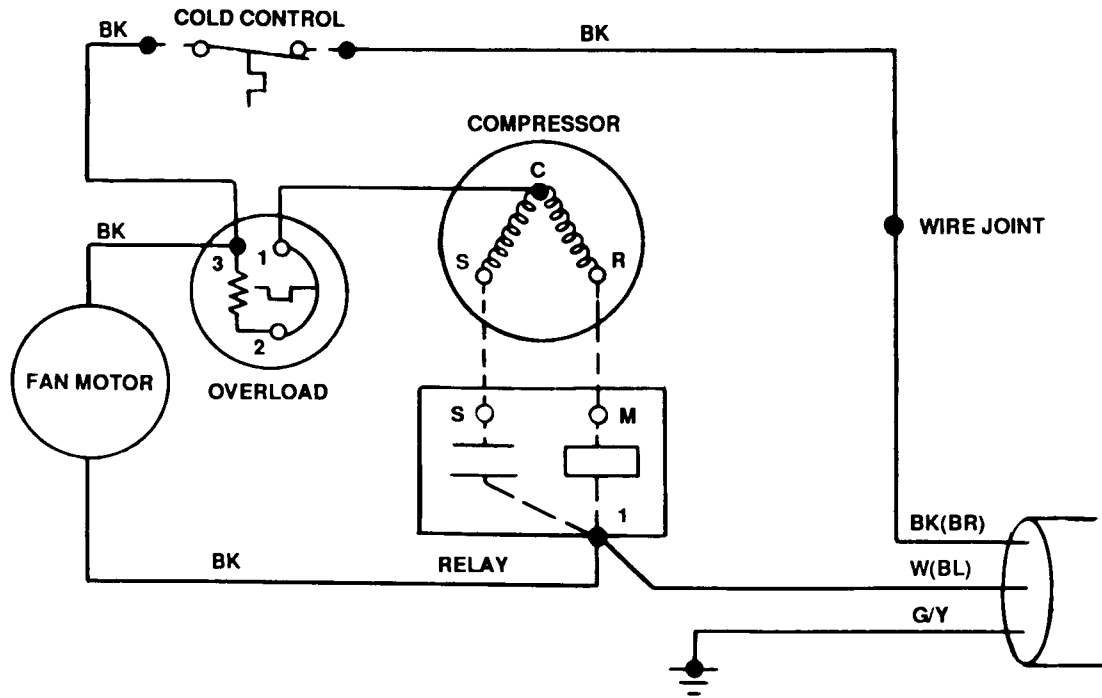 COLD CONTROL
BK
BK
COMPRESSOR
C
WIRE JOINT
BK
3
1
S
R
2
FAN MOTOR
OVERLOAD
S
M
1
BK(BR)
BK
RELAY
W(BL)
G/Y